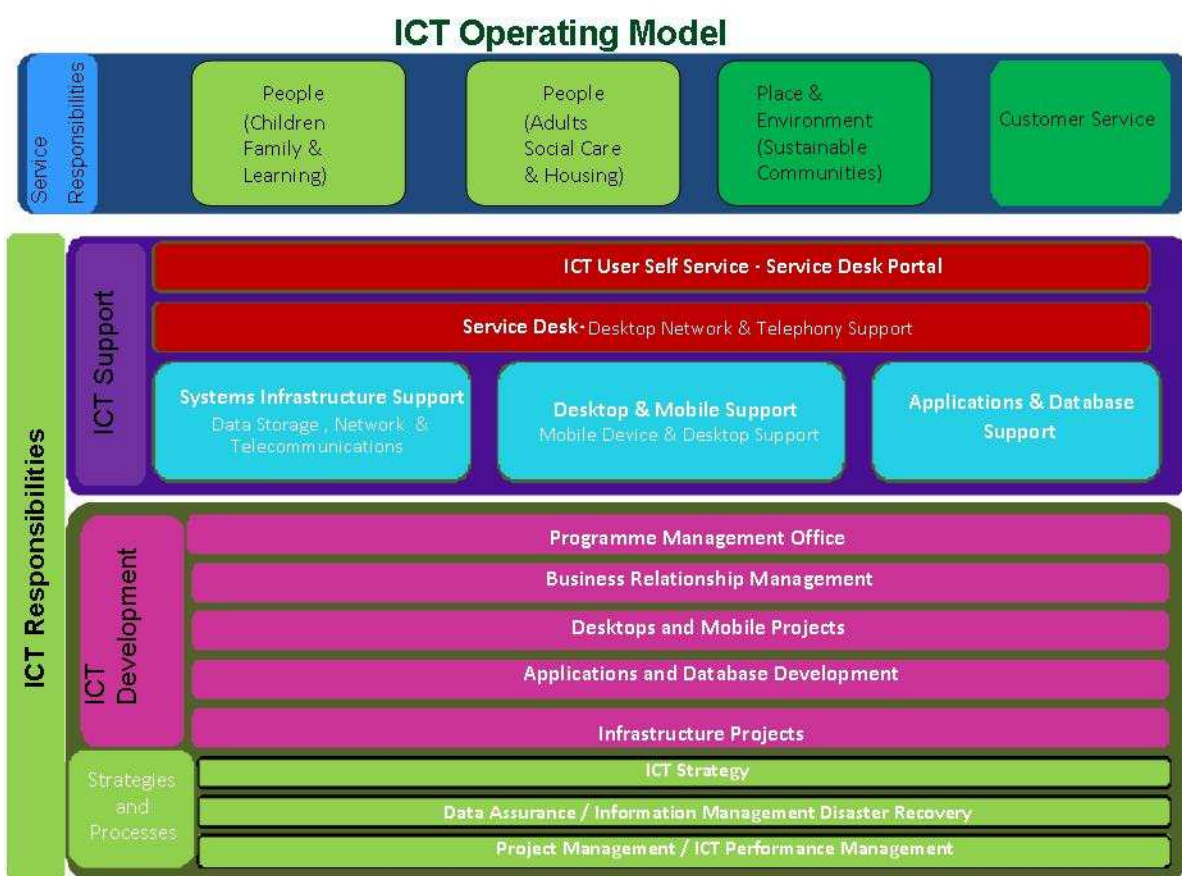 ICT Operating Model
Service
Responsibilities
People
(Children
Family &
Learning)
People
(Adults
Social Care
& Housing)
Place &
Environment
(Sustainable
Communities)
Customer Service
ICT Responsibilities
ICT Support
ICT User Self Service - Service Desk Portal
Service Desk- Desktop Network & Telephony Support
Systems Infrastructure Support
Data Storage , Network &
Telecommunications
Desktop & Mobile Support
Mobile Device & Desktop Support
Applications & Database
Support
ICT
Development
Programme Management Office
Business Relationship Management
Desktops and Mobile Projects
Applications and Database Development
Infrastructure Projects
Strategies
and
Processes
ICT Strategy
Data Assurance / Information Management Disaster Recovery
Project Management / ICT Performance Management